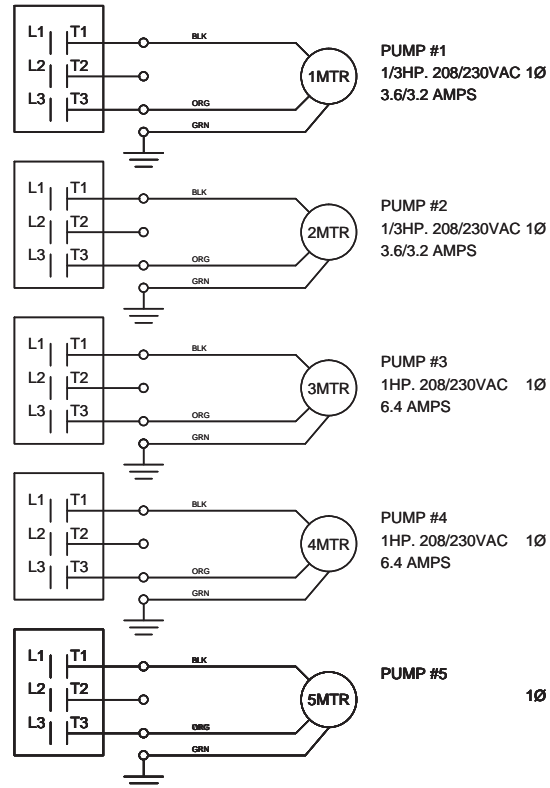 L1 T1 BLK
L2 T2
L3 T3 ORG
GRN
1MTR
PUMP #1
1/3HP. 208/230VAC 1Ø
3.6/3.2 AMPS
L1 T1 BLK
L2 T2
L3 T3 ORG
GRN
2MTR
PUMP #2
1/3HP. 208/230VAC 1Ø
3.6/3.2 AMPS
L1 T1 BLK
L2 T2
L3 T3 ORG
GRN
3MTR
PUMP #3
1HP. 208/230VAC 1Ø
6.4 AMPS
L1 T1 BLK
L2 T2
L3 T3 ORG
GRN
4MTR
PUMP #4
1HP. 208/230VAC 1Ø
6.4 AMPS
L1 T1 BLK
L2 T2
L3 T3
GRN
5MTR
PUMP #5
1Ø